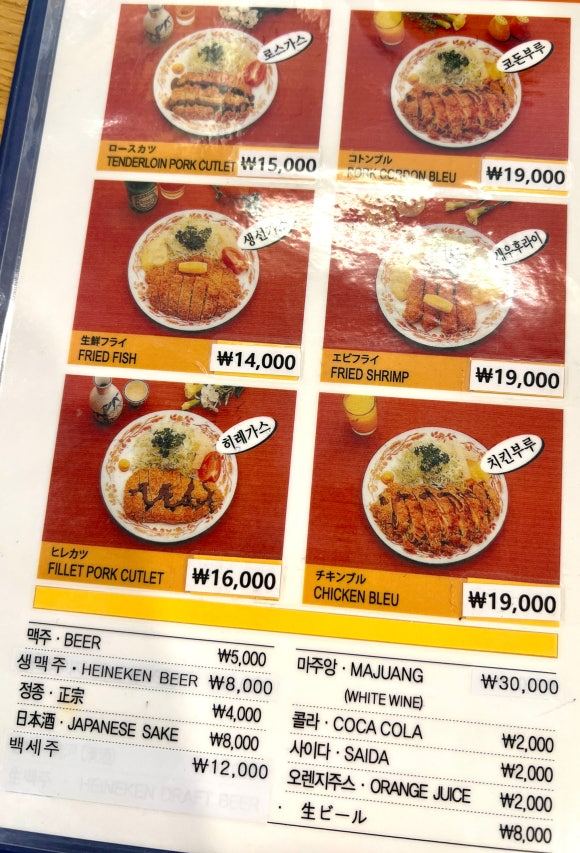 로스가스
ロースカツ
TENDERLOIN PORK CUTLET
₩15,000
코돈부루
コトンブル
PORK CORDON BLEU
₩19,000
생선가스
生鮮フライ
FRIED FISH
₩14,000
새우후라이
エビフライ
FRIED SHRIMP
₩19,000
히레가스
ヒレカツ
FILLET PORK CUTLET
₩16,000
치킨부루
チキンブル
CHICKEN BLEU
₩19,000
맥주 · BEER ₩5,000
생맥주 · HEINEKEN BEER ₩8,000
정종 · 正宗 ₩4,000
日本酒 · JAPANESE SAKE ₩8,000
백세주 ₩12,000
HEINEKEN DRAFT BEER
마주앙 · MAJUANG ₩30,000
(WHITE WINE)
콜라 · COCA COLA ₩2,000
사이다 · SAIDA ₩2,000
오렌지주스 · ORANGE JUICE ₩2,000
· 生ビール ₩8,000